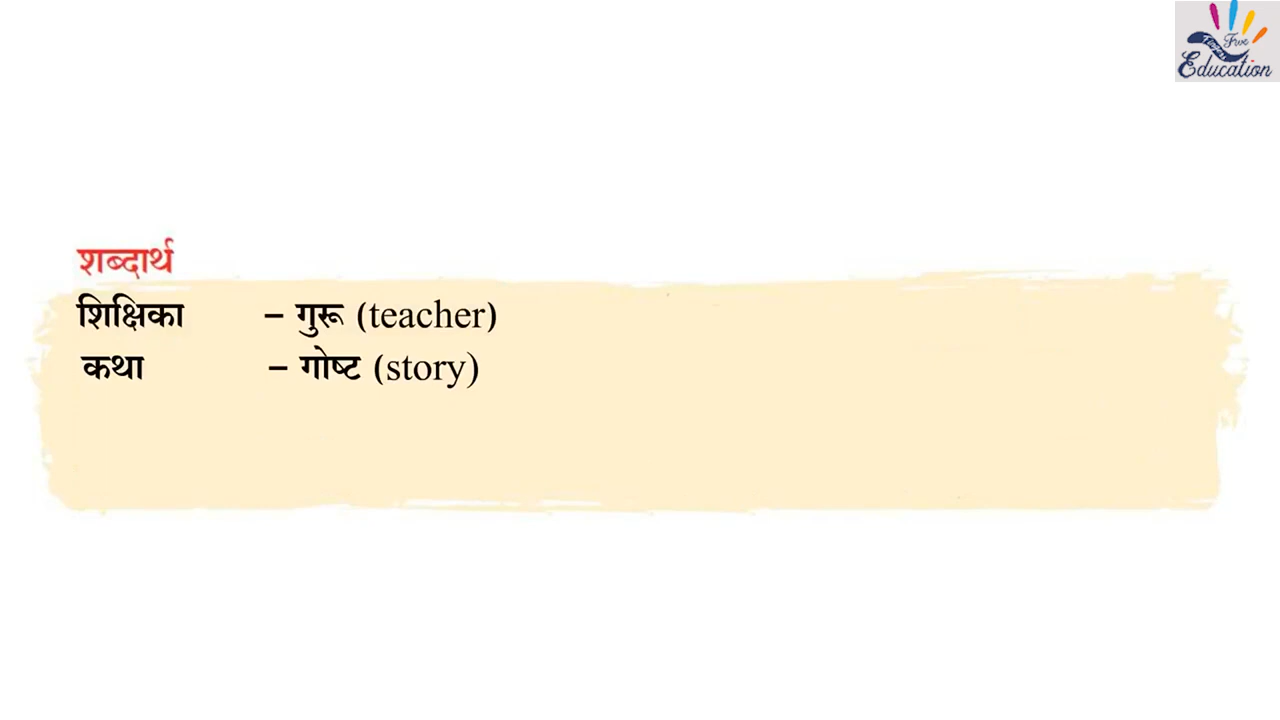 Five
Education
शब्दार्थ
शिक्षिका – गुरू (teacher)
कथा – गोष्ट (story)